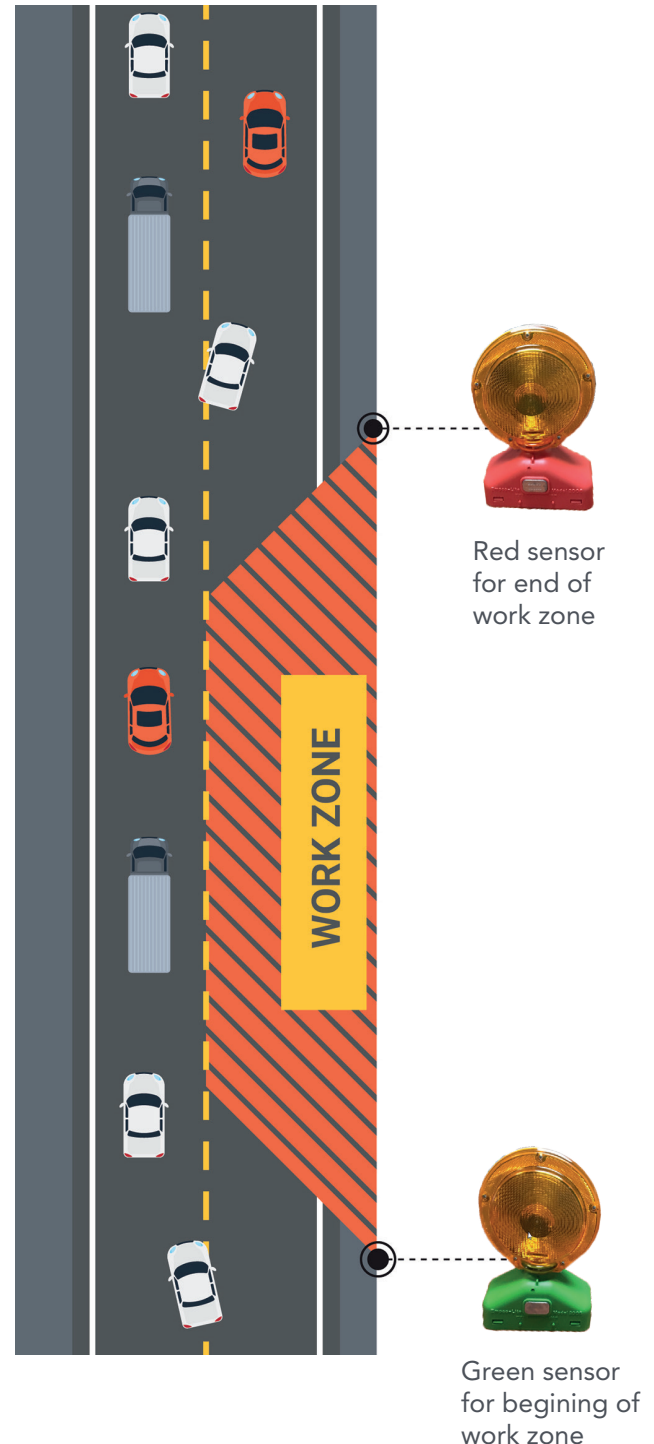 Red sensor
for end of
work zone
WORK ZONE
Green sensor
for begining of
work zone